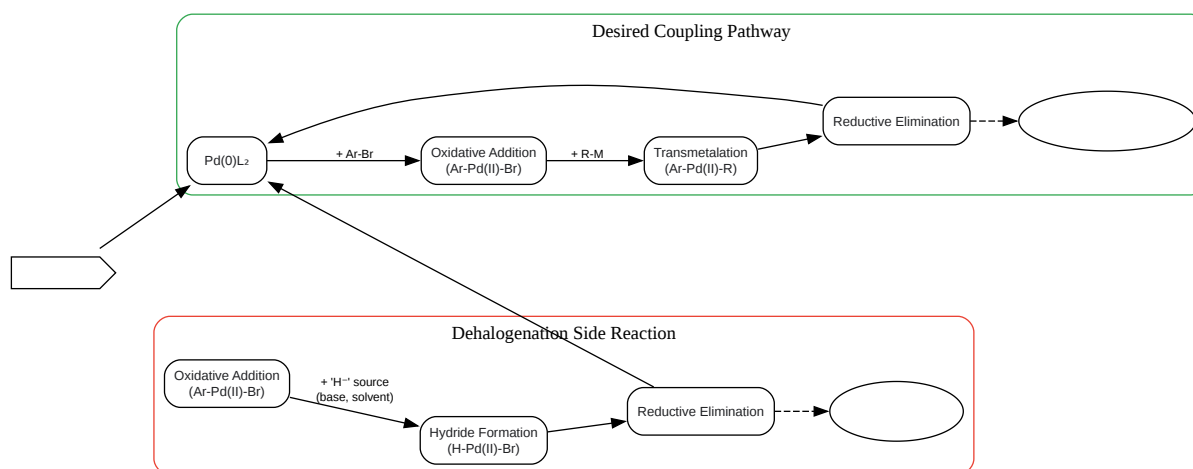 Desired Coupling Pathway
Pd(0)L₂
+ Ar-Br
Oxidative Addition
(Ar-Pd(II)-Br)
+ R-M
Transmetalation
(Ar-Pd(II)-R)
Reductive Elimination
Dehalogenation Side Reaction
Oxidative Addition
(Ar-Pd(II)-Br)
+ 'H⁻' source
(base, solvent)
Hydride Formation
(H-Pd(II)-Br)
Reductive Elimination